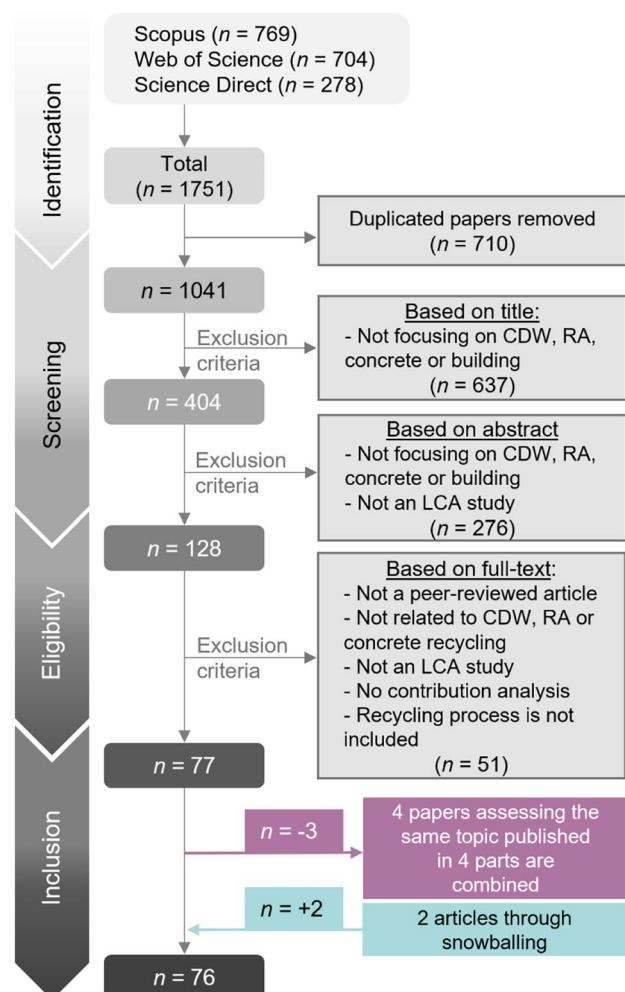 Scopus (n = 769)
Web of Science (n = 704)
Science Direct (n = 278)
Identification
Total
(n = 1751)
Duplicated papers removed
(n = 710)
Screening
n = 1041
Exclusion
criteria
Based on title:
- Not focusing on CDW, RA,
concrete or building
(n = 637)
n = 404
Exclusion
criteria
Based on abstract
- Not focusing on CDW, RA,
concrete or building
- Not an LCA study
(n = 276)
Eligibility
n = 128
Exclusion
criteria
Based on full-text:
- Not a peer-reviewed article
- Not related to CDW, RA or
concrete recycling
- Not an LCA study
- No contribution analysis
- Recycling process is not
included
(n = 51)
Inclusion
n = 77
n = -3
4 papers assessing the
same topic published
in 4 parts are
combined
n = +2
2 articles through
snowballing
n = 76